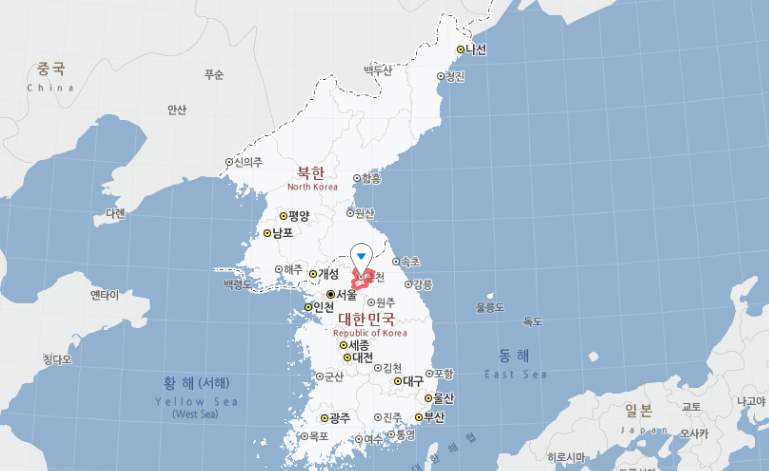 나선
중국
China
푸순
백두산
청진
안산
신의주
북한
North Korea
함흥
다롄
평양
원산
남포
속초
해주
개성
백령도
강릉
옌타이
서울
원주
인천
울릉도
대한민국
독도
Republic of Korea
세종
대전
동해
칭다오
김천
포항
East Sea
황해(서해)
군산
대구
Yellow Sea
(West Sea)
울산
일본
교토
나고야
광주
진주
부산
Japan
오사카
목포
여수
통영
대한해협
히로시마